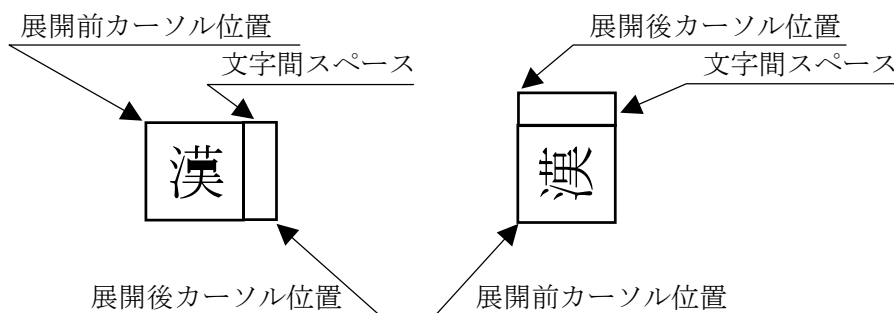 展開前カーソル位置
文字間スペース
漢
展開後カーソル位置
展開後カーソル位置
文字間スペース
漢
展開前カーソル位置